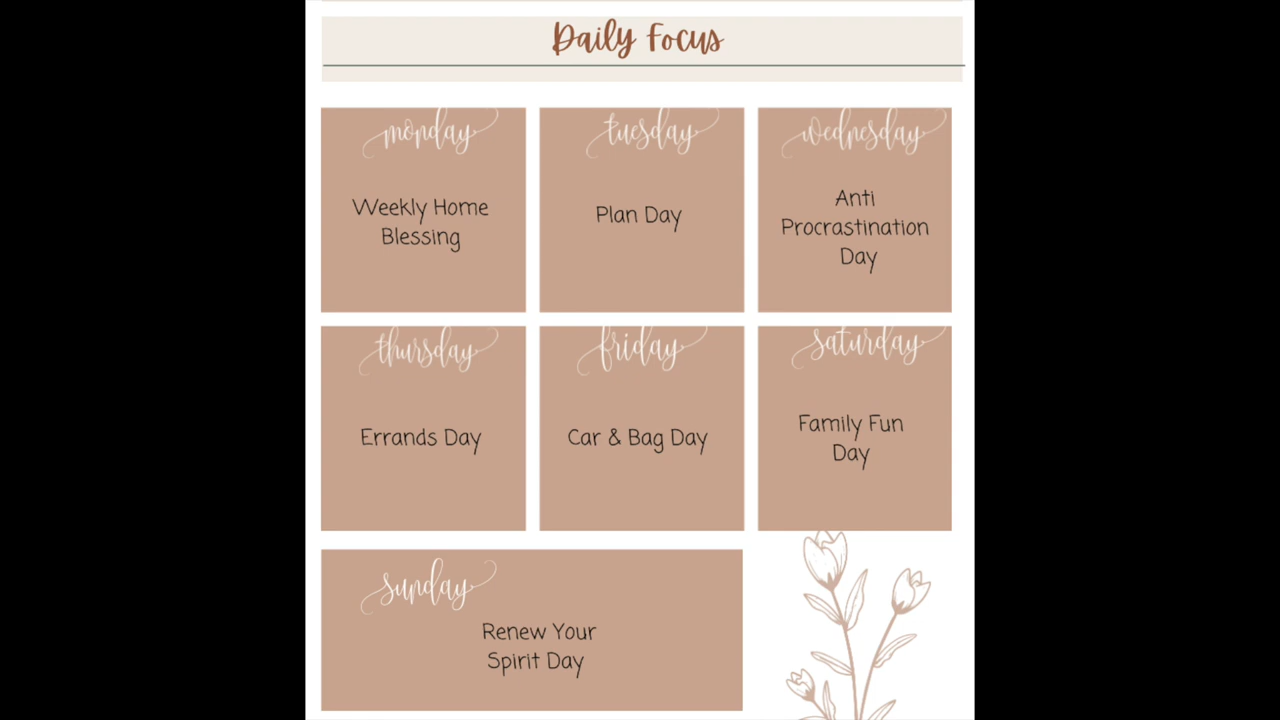 Daily Focus
monday
Weekly Home
Blessing
tuesday
Plan Day
wednesday
Anti
Procrastination
Day
thursday
Errands Day
friday
Car & Bag Day
saturday
Family Fun
Day
sunday
Renew Your
Spirit Day